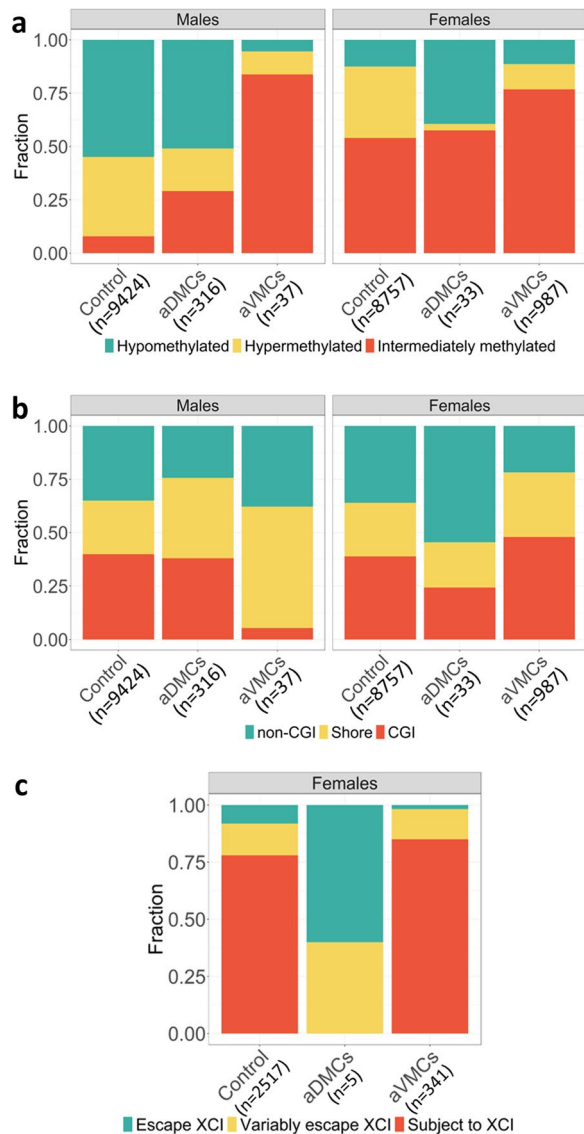 a
Males
Females
Fraction
1.00
0.75
0.50
0.25
0.00
Control
(n=9424)
aDMCs
(n=316)
aVMCs
(n=37)
Control
(n=8757)
aDMCs
(n=33)
aVMCs
(n=987)
Hypomethylated Hypermethylated Intermediately methylated
b
Males
Females
Fraction
1.00
0.75
0.50
0.25
0.00
Control
(n=9424)
aDMCs
(n=316)
aVMCs
(n=37)
Control
(n=8757)
aDMCs
(n=33)
aVMCs
(n=987)
non-CGI Shore CGI
c
Females
Fraction
1.00
0.75
0.50
0.25
0.00
Control
(n=2517)
aDMCs
(n=5)
aVMCs
(n=341)
Escape XCI Variably escape XCI Subject to XCI